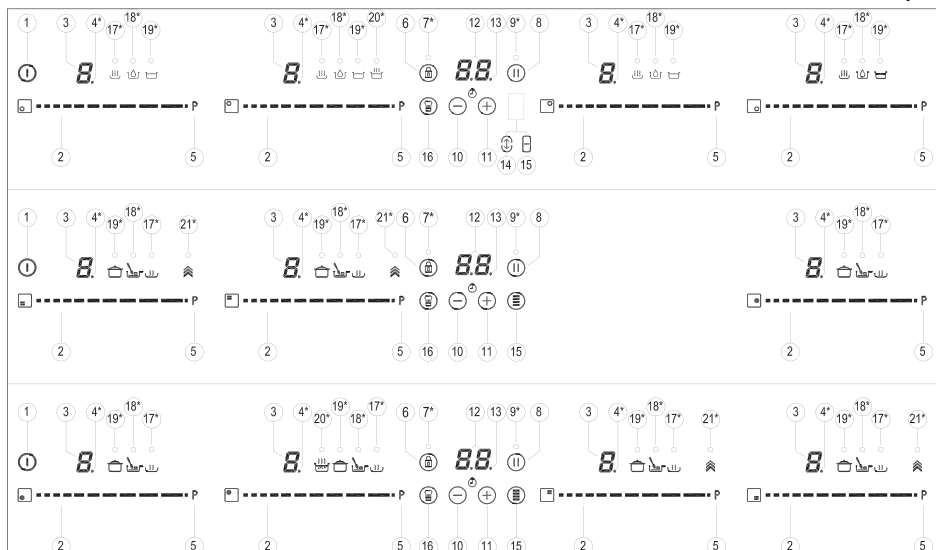 1 3 4* 17* 18* 19* 3 4* 17* 18* 19* 20* 6 7* 12 13 9* 8 3 4* 17* 18* 19* 3 4* 17* 18* 19*
8. 8. 88 8. 8.
P P P P
2 5 2 5 16 10 11 14 15 2 5 2 5
1 3 4* 19* 18* 17* 21* 3 4* 19* 18* 17* 21* 6 7* 12 13 9* 8 3 4* 19* 18* 17*
8. 8. 8.8. 8.
P P P
2 5 2 5 16 10 11 15 2 5
1 3 4* 19* 18* 17* 3 4* 20* 19* 18* 17* 6 7* 12 13 9* 8 3 4* 19* 18* 17* 21* 3 4* 19* 18* 17* 21*
8. 8. 8.8. 8. 8.
P P P P
2 5 2 5 16 10 11 15 2 5 2 5